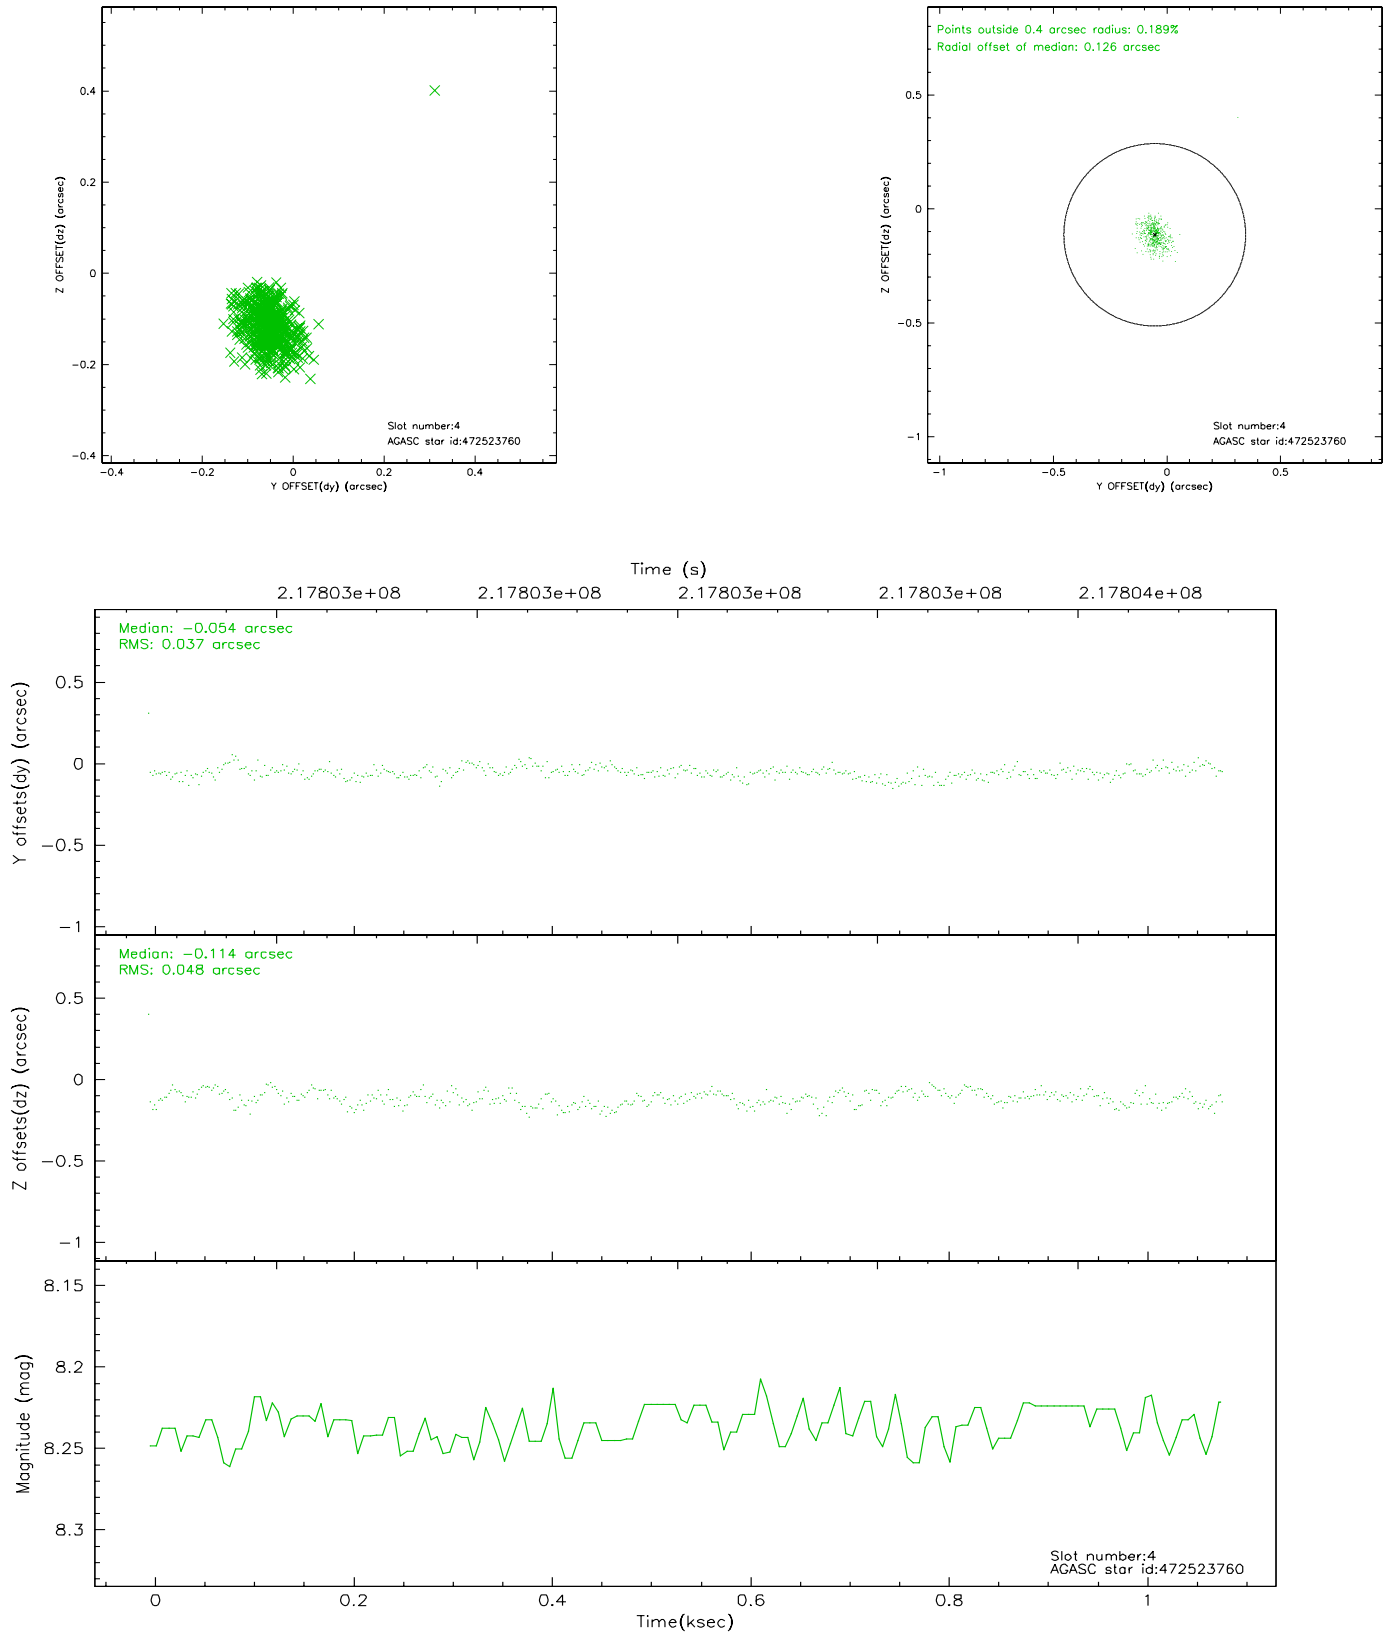 Points outside 0.4 arcsec radius: 0.189%
Radial offset of median: 0.126 arcsec
0.4
0.2
0
−0.2
−0.4
Z OFFSET(dz) (arcsec)
Slot number:4
AGASC star id:472523760
−0.4 −0.2 0 0.2 0.4
Y OFFSET(dy) (arcsec)
0.5
0
−0.5
−1
Z OFFSET(dz) (arcsec)
Slot number:4
AGASC star id:472523760
−1 −0.5 0 0.5
Y OFFSET(dy) (arcsec)
Time (s)
2.17803e+08 2.17803e+08 2.17803e+08 2.17803e+08 2.17804e+08
Median: −0.054 arcsec
RMS: 0.037 arcsec
0.5
0
−0.5
−1
Y offsets(dy) (arcsec)
Median: −0.114 arcsec
RMS: 0.048 arcsec
0.5
0
−0.5
−1
Z offsets(dz) (arcsec)
8.15
8.2
8.25
8.3
Magnitude (mag)
Slot number:4
AGASC star id:472523760
0 0.2 0.4 0.6 0.8 1
Time(ksec)